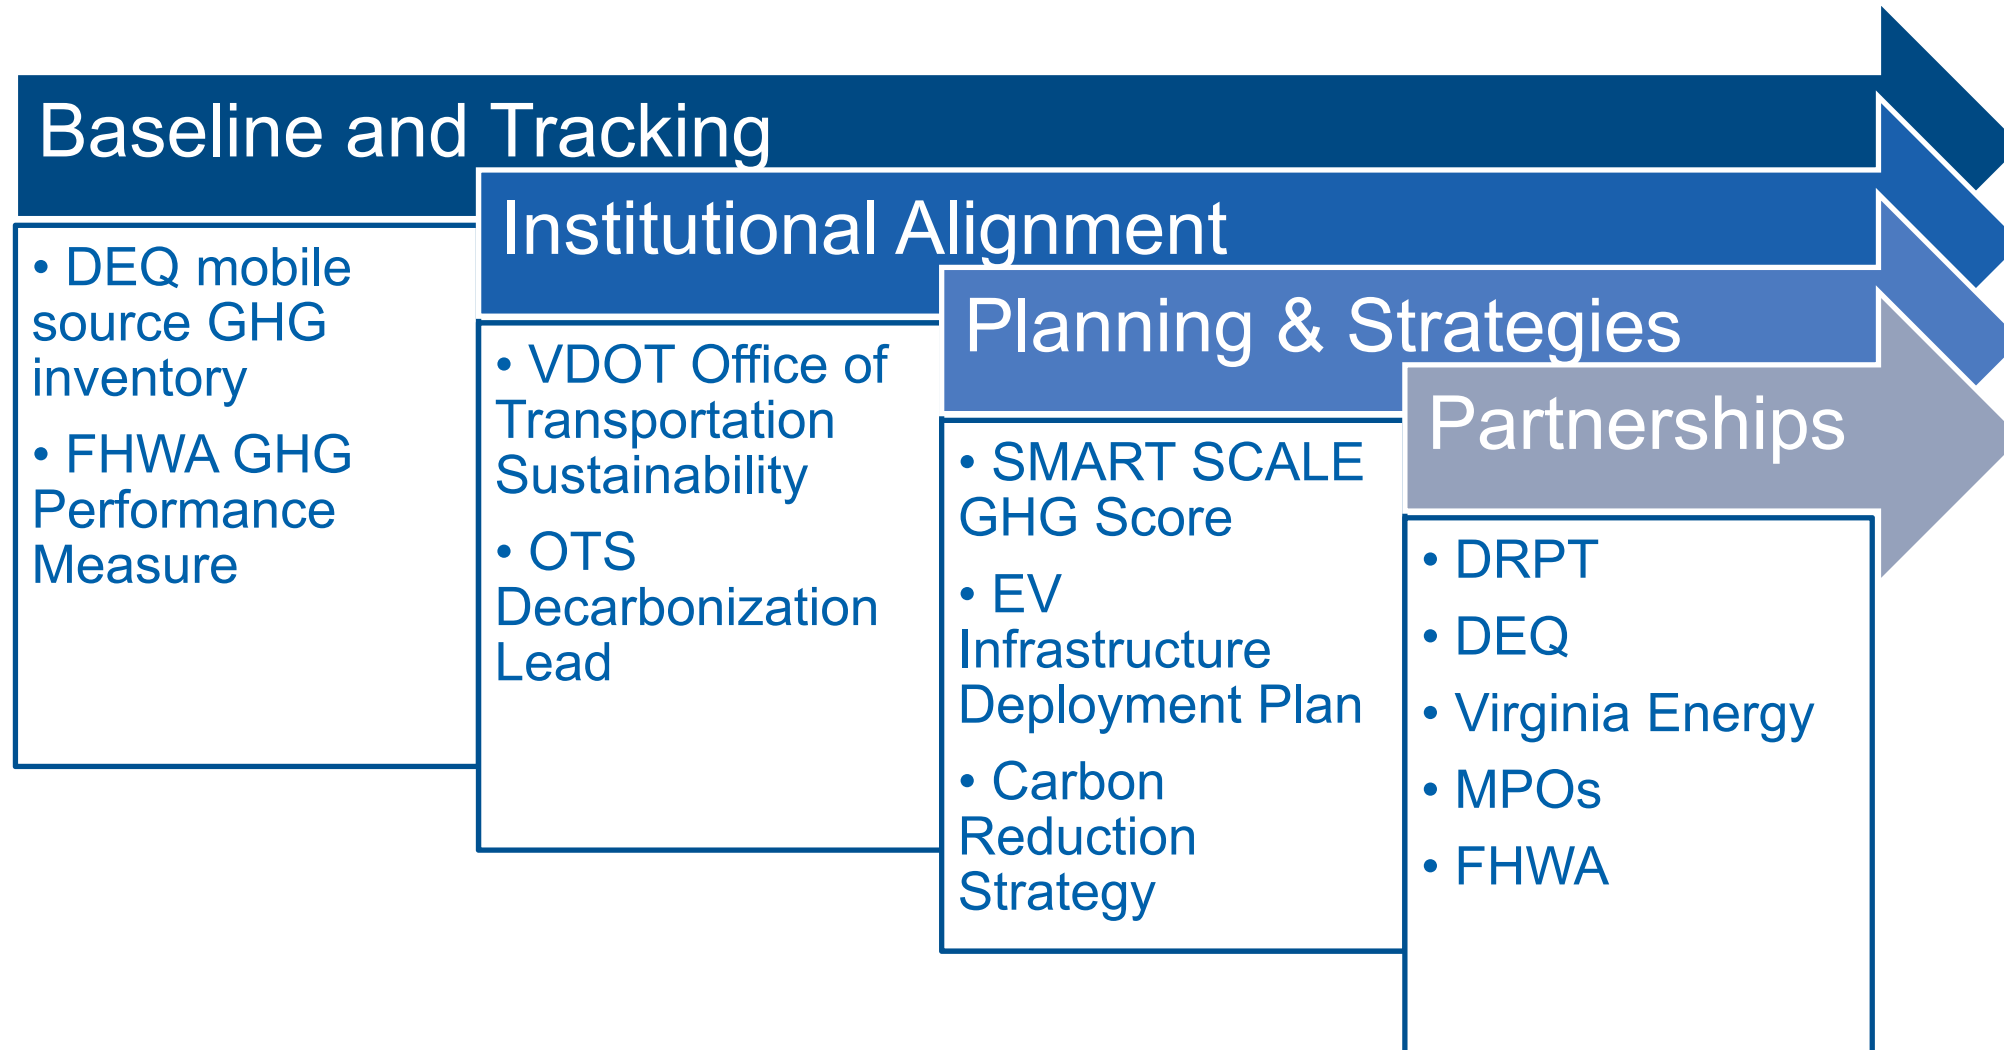 Baseline and Tracking
• DEQ mobile
source GHG
inventory
• FHWA GHG
Performance
Measure
Institutional Alignment
• VDOT Office of
Transportation
Sustainability
• OTS
Decarbonization
Lead
Planning & Strategies
• SMART SCALE
GHG Score
• EV
Infrastructure
Deployment Plan
• Carbon
Reduction
Strategy
Partnerships
• DRPT
• DEQ
• Virginia Energy
• MPOs
• FHWA